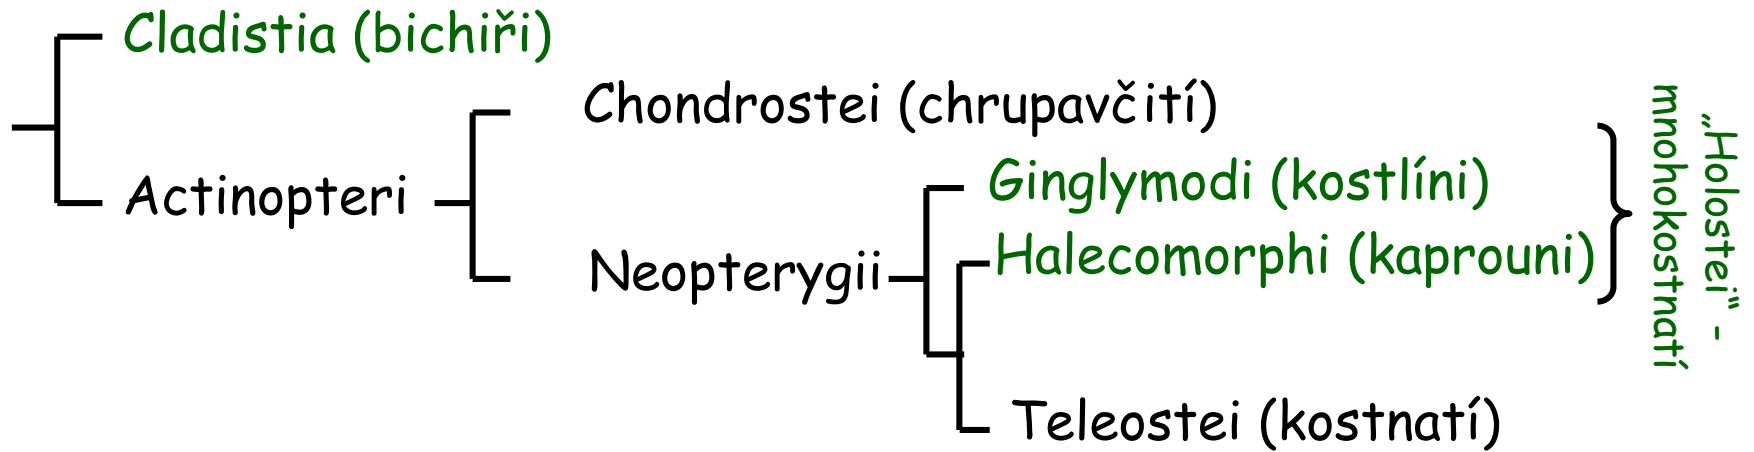 Cladistia (bichiři)
Chondrostei (chrupavčití)
Ginglymodi (kostlíni)
Actinopteri
Halecomorphi (kaprouni)
Neopterygii
Teleostei (kostnatí)
„Holostei“ -
mnohokostnatí